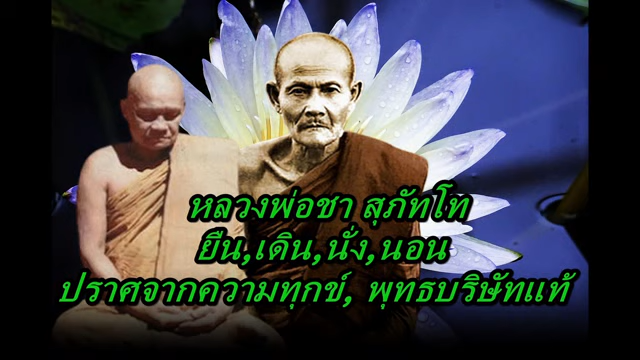 หลวงพ่อชา สุภัทโท
ยืน,เดิน,นั่ง,นอน
ปราศจากความทุกข์, พุทธบริษัทแท้